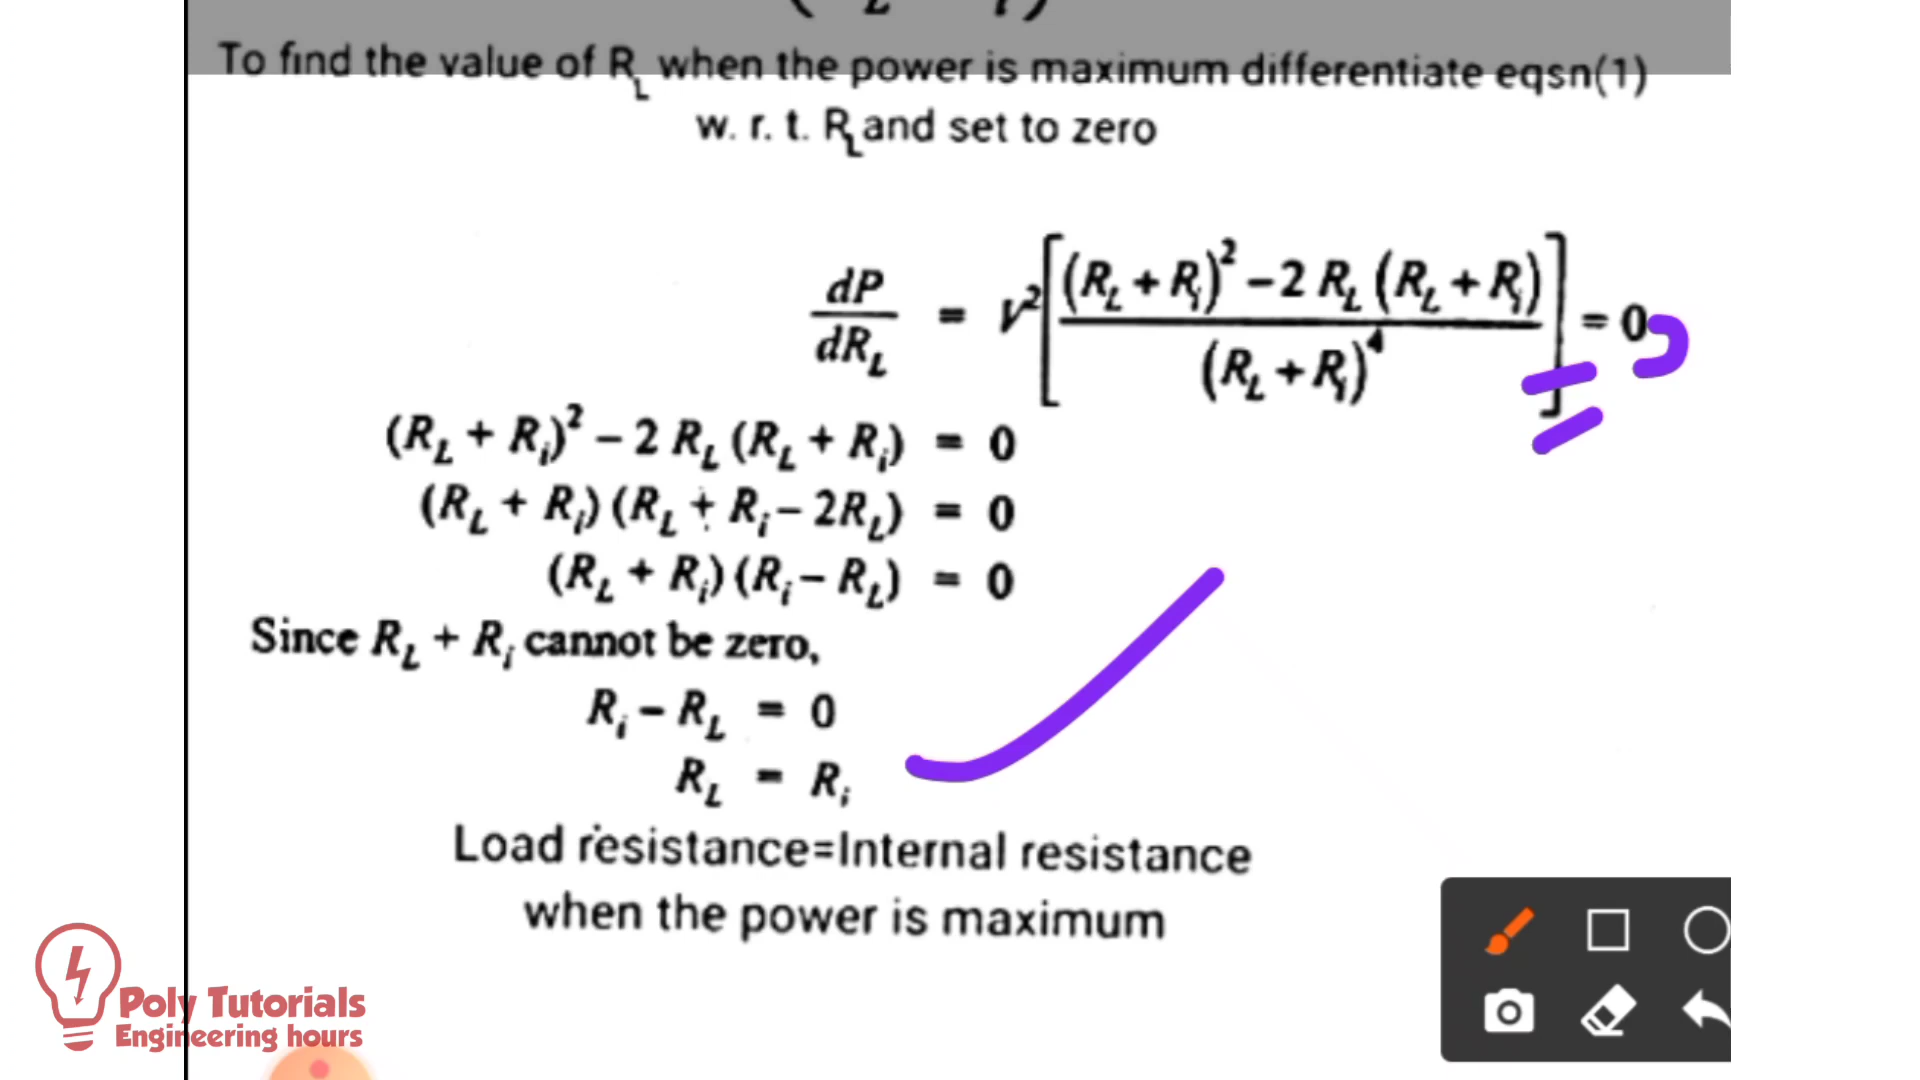 To find the value of R_L when the power is maximum differentiate eqsn(1)
w. r. t. R_L and set to zero
dP/dR_L = V²[((R_L + R_i)² − 2 R_L (R_L + R_i))/(R_L + R_i)⁴] = 0
(R_L + R_i)² − 2 R_L (R_L + R_i) = 0
(R_L + R_i) (R_L + R_i − 2R_L) = 0
(R_L + R_i) (R_i − R_L) = 0
Since R_L + R_i cannot be zero,
R_i − R_L = 0
R_L = R_i
Load resistance=Internal resistance
when the power is maximum
Poly Tutorials
Engineering hours